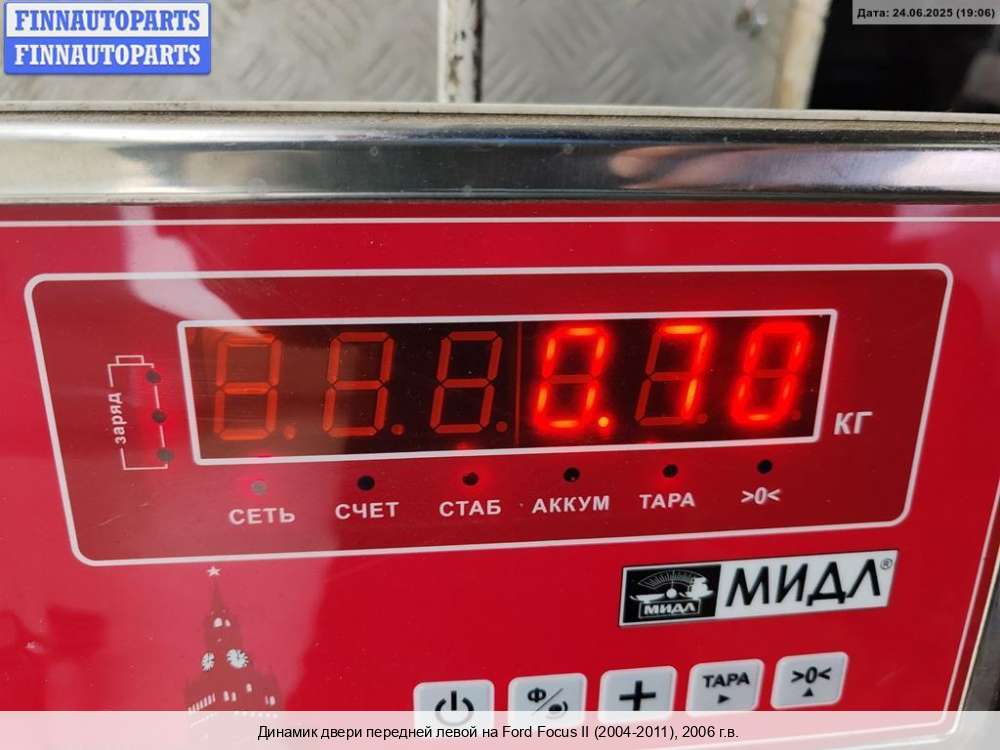 FINNAUTOPARTS
FINNAUTOPARTS
Дата: 24.06.2025 (19:06)
заряд
0.70
КГ
СЕТЬ СЧЕТ СТАБ АККУМ ТАРА >0<
МИДЛ МИДЛ®
Ф ТАРА >0<
Динамик двери передней левой на Ford Focus II (2004-2011), 2006 г.в.